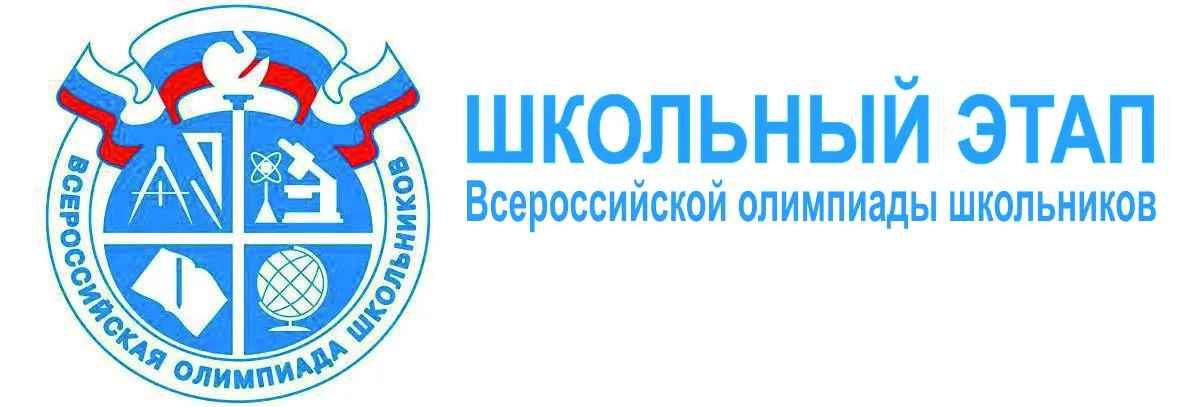 ВСЕРОССИЙСКАЯ ОЛИМПИАДА ШКОЛЬНИКОВ
ШКОЛЬНЫЙ ЭТАП
Всероссийской олимпиады школьников